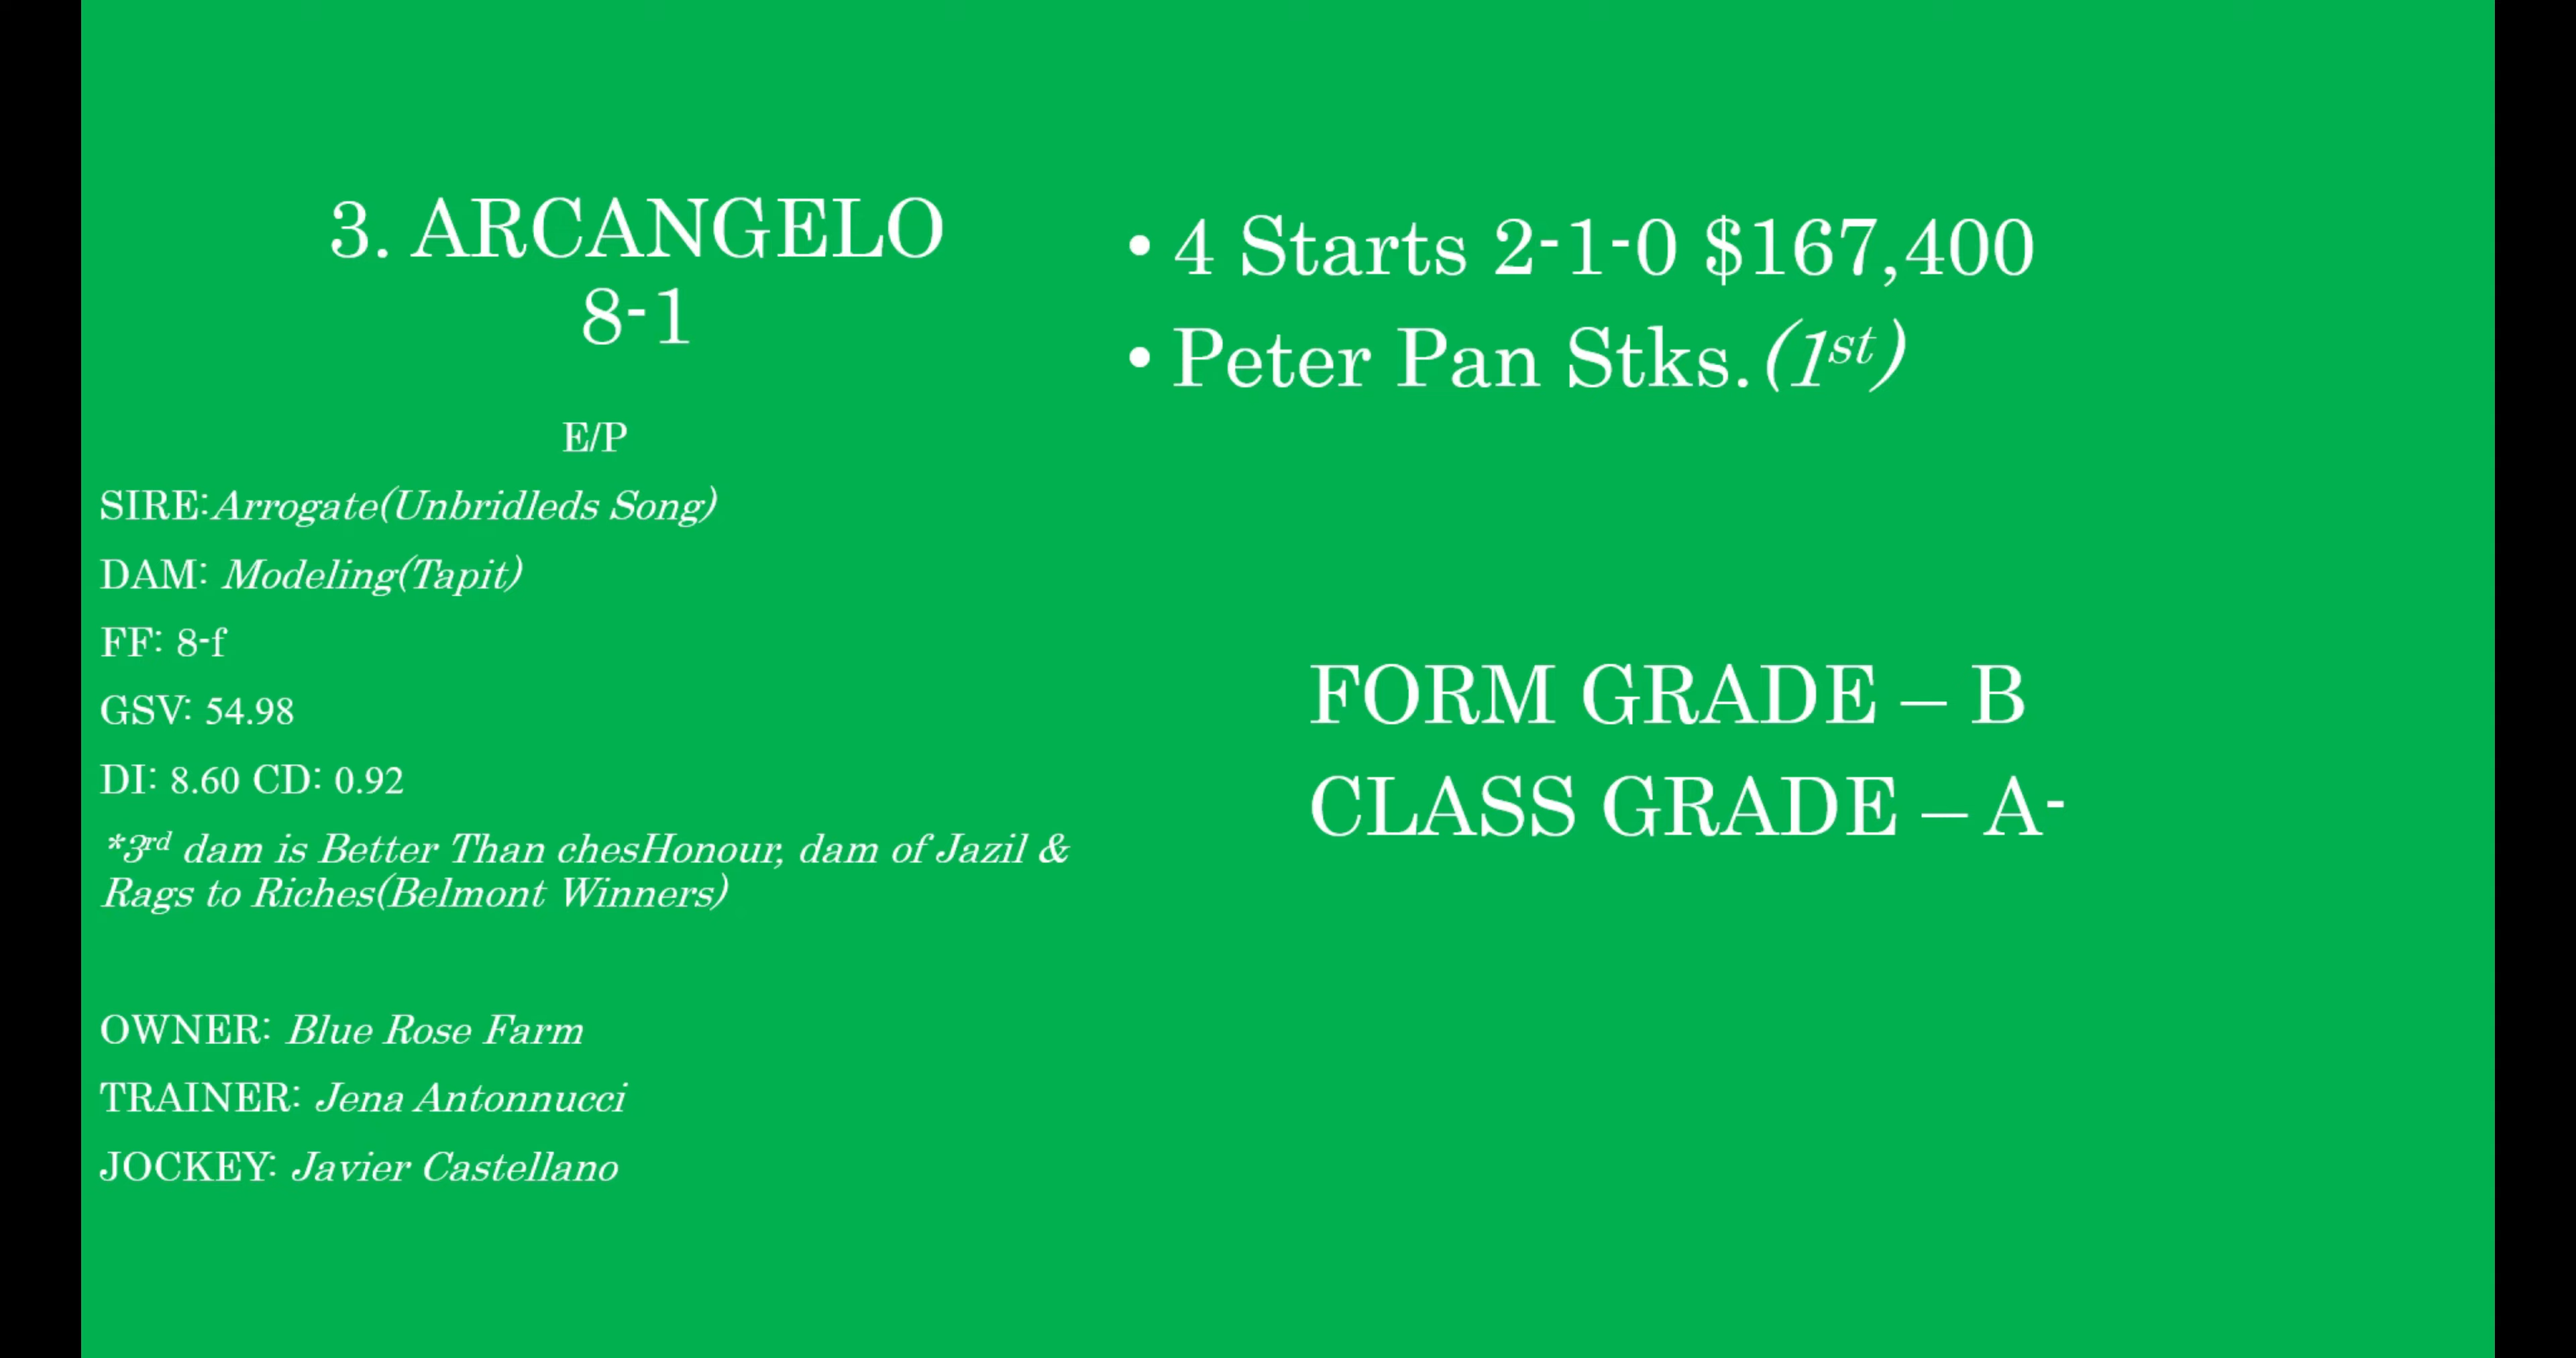 3. ARCANGELO
8-1
E/P
SIRE:Arrogate(Unbridleds Song)
DAM: Modeling(Tapit)
FF: 8-f
GSV: 54.98
DI: 8.60 CD: 0.92
*3rd dam is Better Than chesHonour, dam of Jazil &
Rags to Riches(Belmont Winners)
OWNER: Blue Rose Farm
TRAINER: Jena Antonnucci
JOCKEY: Javier Castellano
• 4 Starts 2-1-0 $167,400
• Peter Pan Stks.(1st)
FORM GRADE – B
CLASS GRADE – A-